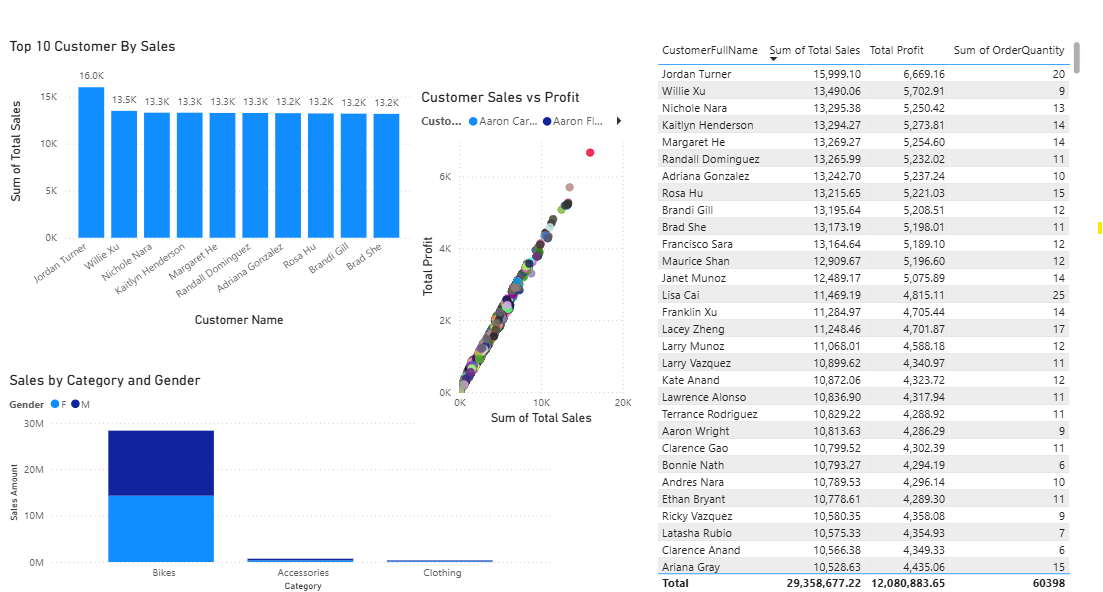 Top 10 Customer By Sales
Sum of Total Sales
16.0K
13.5K 13.3K 13.3K 13.3K 13.3K 13.2K 13.2K 13.2K 13.2K
15K
10K
5K
0K
Jordan Turner
Willie Xu
Nichole Nara
Kaitlyn Henderson
Margaret He
Randall Dominguez
Adriana Gonzalez
Rosa Hu
Brandi Gill
Brad She
Customer Name
Customer Sales vs Profit
Custo... Aaron Car... Aaron Fl...
Total Profit
6K
4K
2K
0K
0K 10K 20K
Sum of Total Sales
Sales by Category and Gender
Gender F M
Sales Amount
30M
20M
10M
0M
Bikes Accessories Clothing
Category
CustomerFullName Sum of Total Sales Total Profit Sum of OrderQuantity
Jordan Turner 15,999.10 6,669.16 20
Willie Xu 13,490.06 5,702.91 9
Nichole Nara 13,295.38 5,250.42 13
Kaitlyn Henderson 13,294.27 5,273.81 14
Margaret He 13,269.27 5,254.60 14
Randall Dominguez 13,265.99 5,232.02 11
Adriana Gonzalez 13,242.70 5,237.24 10
Rosa Hu 13,215.65 5,221.03 15
Brandi Gill 13,195.64 5,208.51 12
Brad She 13,173.19 5,198.01 11
Francisco Sara 13,164.64 5,189.10 12
Maurice Shan 12,909.67 5,196.60 12
Janet Munoz 12,489.17 5,075.89 14
Lisa Cai 11,469.19 4,815.11 25
Franklin Xu 11,284.97 4,705.44 14
Lacey Zheng 11,248.46 4,701.87 17
Larry Munoz 11,068.01 4,588.18 12
Larry Vazquez 10,899.62 4,340.97 11
Kate Anand 10,872.06 4,323.72 12
Lawrence Alonso 10,836.90 4,317.94 11
Terrance Rodriguez 10,829.22 4,288.92 11
Aaron Wright 10,813.63 4,286.29 9
Clarence Gao 10,799.52 4,302.39 11
Bonnie Nath 10,793.27 4,294.19 6
Andres Nara 10,789.53 4,296.14 10
Ethan Bryant 10,778.61 4,289.30 11
Ricky Vazquez 10,580.35 4,358.08 9
Latasha Rubio 10,575.33 4,354.93 7
Clarence Anand 10,566.38 4,349.33 6
Ariana Gray 10,528.63 4,435.06 15
Total 29,358,677.22 12,080,883.65 60398